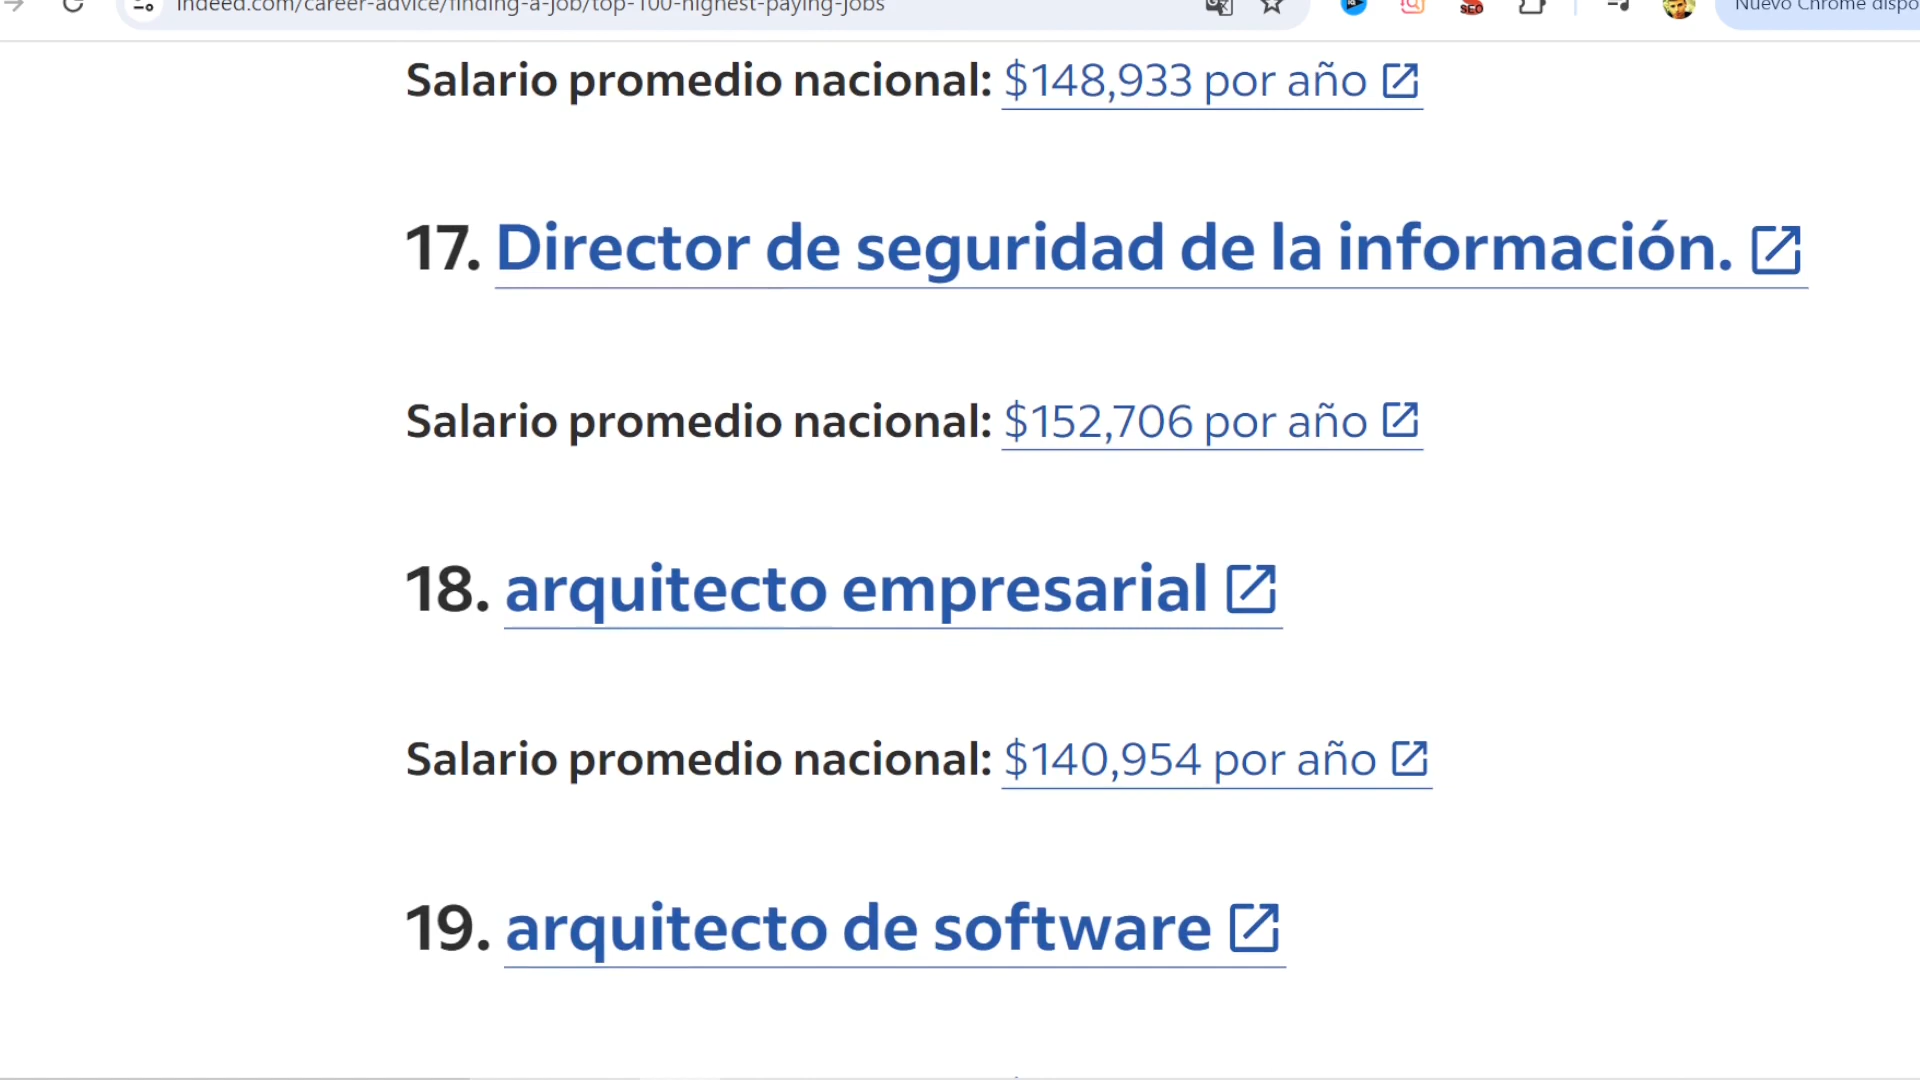 indeed.com/career-advice/finding-a-job/top-100-highest-paying-jobs
Nuevo Chrome dispo
SEO
Salario promedio nacional: $148,933 por año
17. Director de seguridad de la información.
Salario promedio nacional: $152,706 por año
18. arquitecto empresarial
Salario promedio nacional: $140,954 por año
19. arquitecto de software